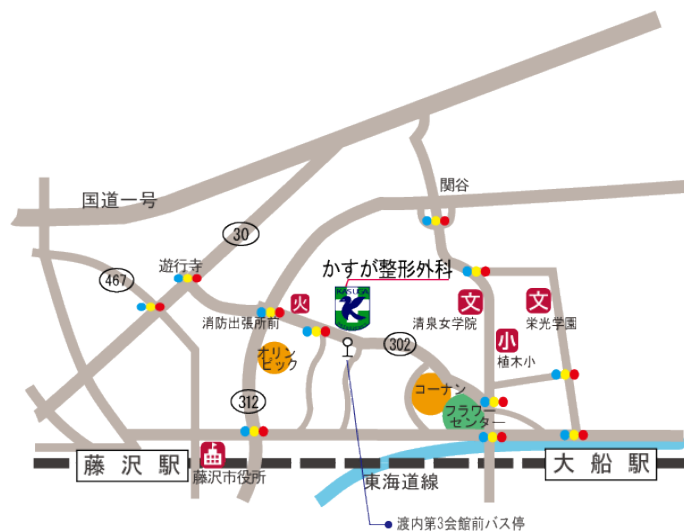 関谷
国道一号
30
遊行寺
467
かすが整形外科
KASUGA
火
消防出張所前
文
清泉女学院
文
栄光学園
小
植木小
302
オリン
ピック
コーナン
312
フラワー
センター
藤沢駅
藤沢市役所
東海道線
大船駅
渡内第3会館前バス停